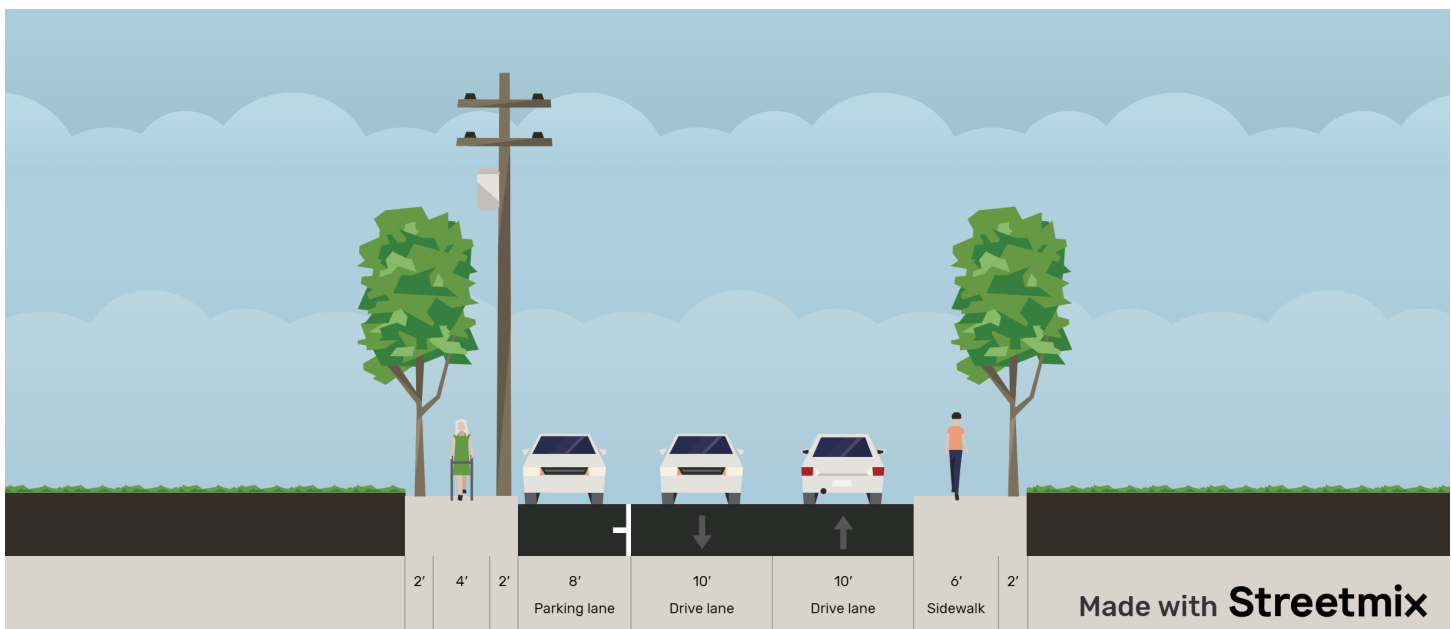 2′ 4′ 2′ 8′ 10′ 10′ 6′ 2′
Parking lane Drive lane Drive lane Sidewalk
Made with Streetmix